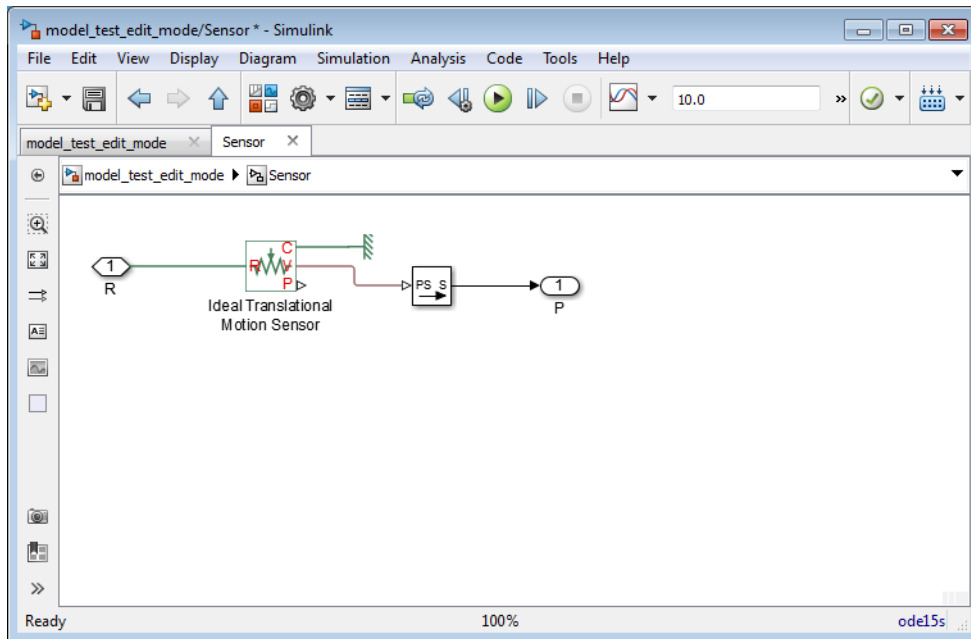 model_test_edit_mode/Sensor * - Simulink
File Edit View Display Diagram Simulation Analysis Code Tools Help
10.0 »
model_test_edit_mode Sensor
model_test_edit_mode Sensor
C
1 R V PS S 1
R P P
Ideal Translational
Motion Sensor
A
»
Ready 100% ode15s